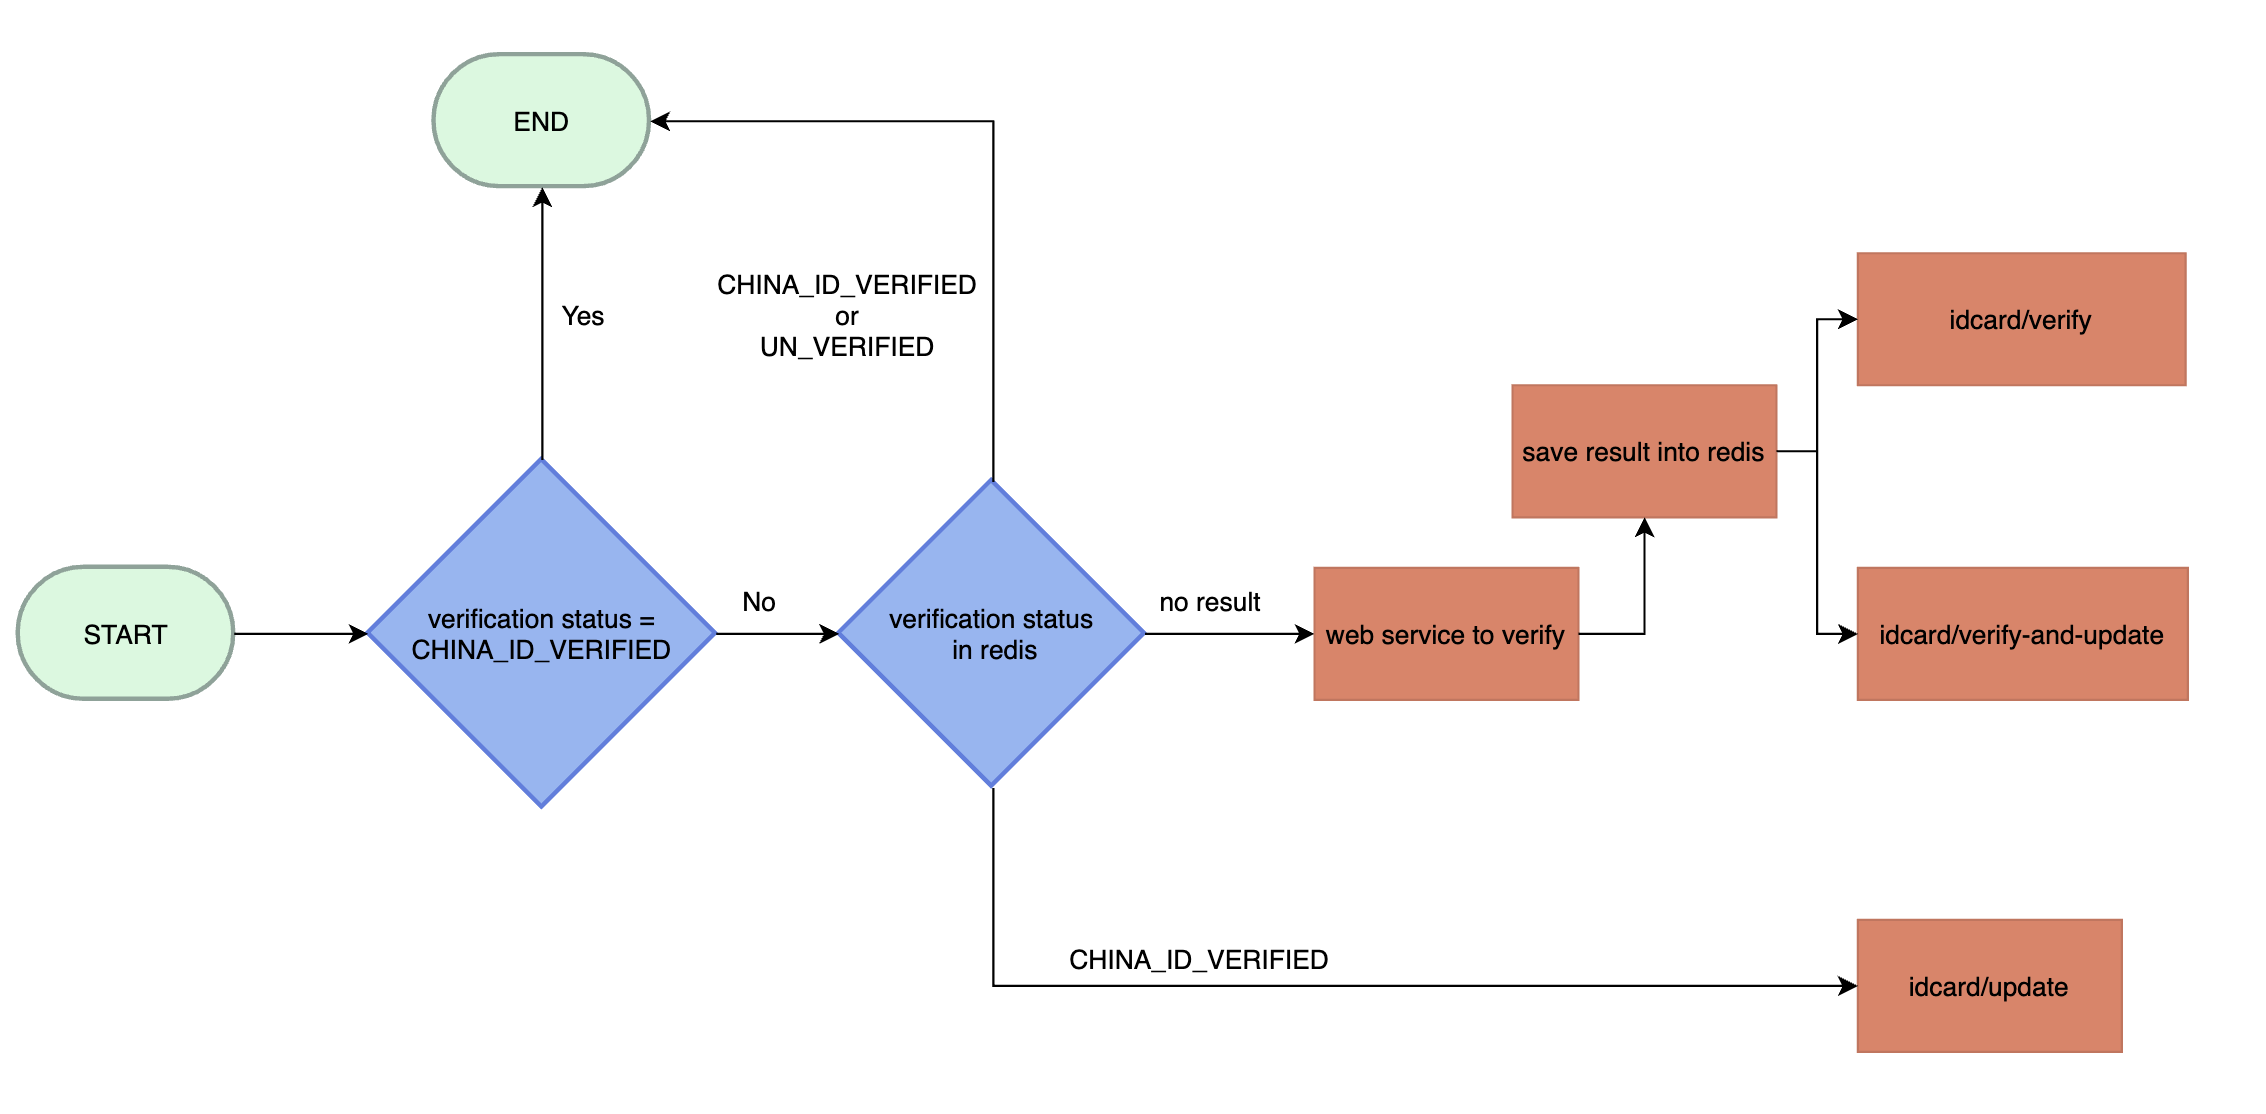 END
Yes
CHINA_ID_VERIFIED
or
UN_VERIFIED
idcard/verify
save result into redis
START
verification status =
CHINA_ID_VERIFIED
No
verification status
in redis
no result
web service to verify
idcard/verify-and-update
CHINA_ID_VERIFIED
idcard/update